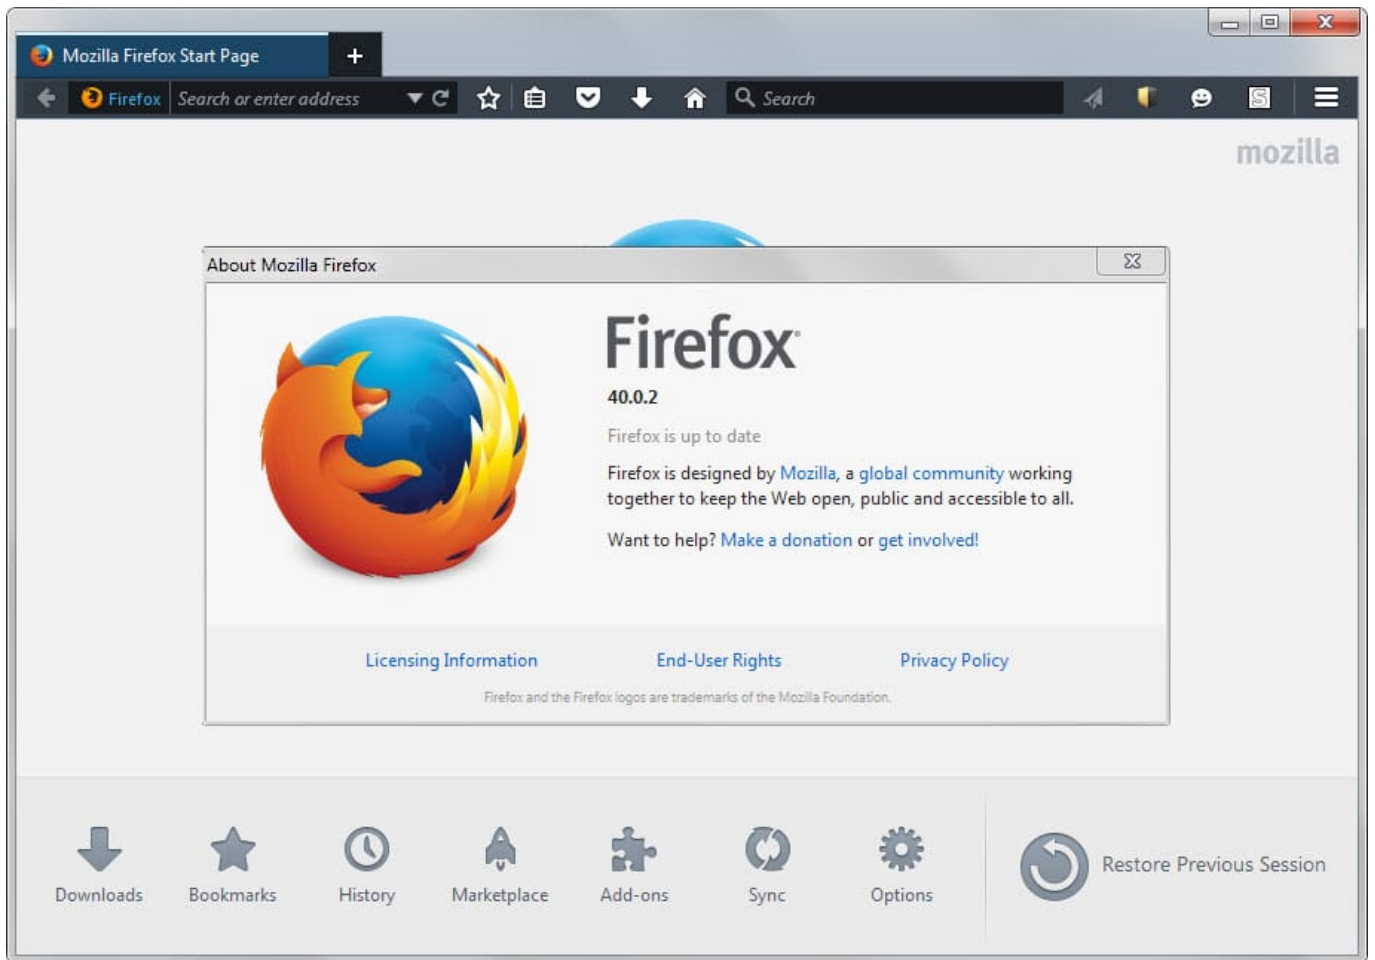 Mozilla Firefox Start Page
Firefox Search or enter address Search
mozilla
About Mozilla Firefox
Firefox
40.0.2
Firefox is up to date
Firefox is designed by Mozilla, a global community working
together to keep the Web open, public and accessible to all.
Want to help? Make a donation or get involved!
Licensing Information End-User Rights Privacy Policy
Firefox and the Firefox logos are trademarks of the Mozilla Foundation.
Downloads Bookmarks History Marketplace Add-ons Sync Options Restore Previous Session